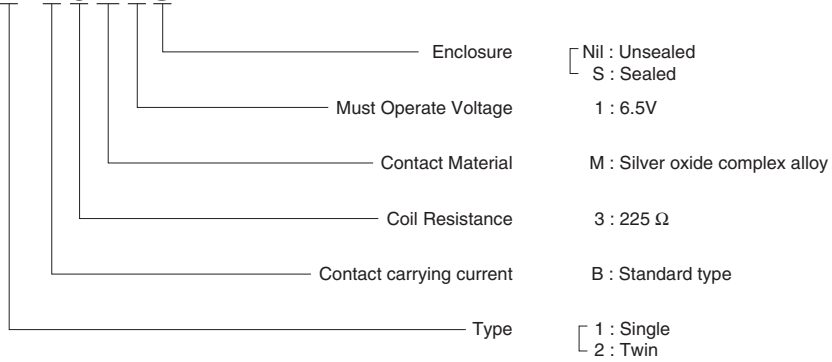 Enclosure Nil : Unsealed
S : Sealed
Must Operate Voltage 1 : 6.5V
Contact Material M : Silver oxide complex alloy
Coil Resistance 3 : 225 Ω
Contact carrying current B : Standard type
Type 1 : Single
2 : Twin